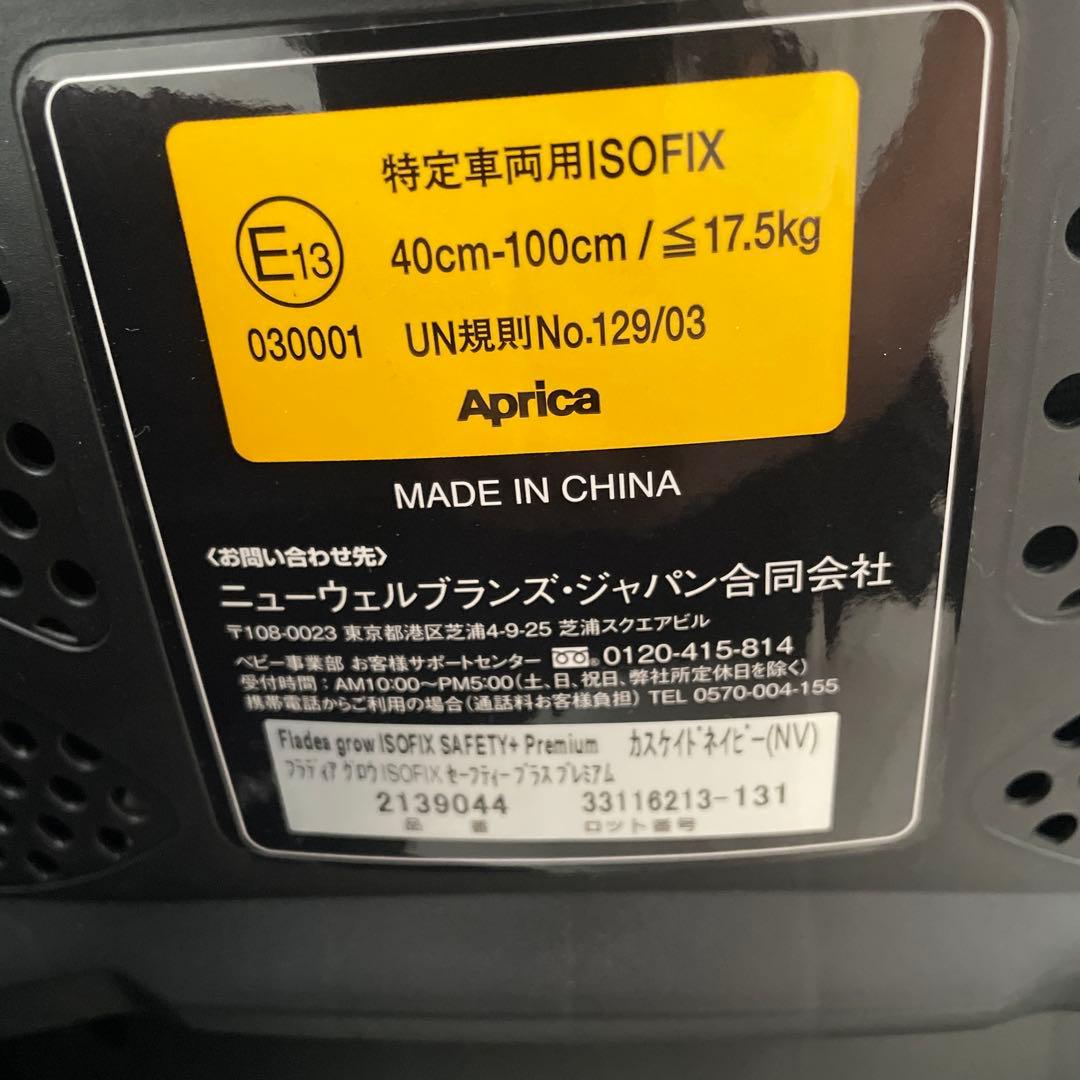 特定車両用ISOFIX
E13
40cm-100cm / ≦17.5kg
030001 UN規則No.129/03
Aprica
MADE IN CHINA
〈お問い合わせ先〉
ニューウェルブランズ・ジャパン合同会社
〒108-0023 東京都港区芝浦4-9-25 芝浦スクエアビル
ベビー事業部 お客様サポートセンター 0120-415-814
受付時間：AM10:00〜PM5:00（土、日、祝日、弊社所定休日を除く）
携帯電話からご利用の場合（通話料お客様負担）TEL 0570-004-155
Fladea grow ISOFIX SAFETY+ Premium ｶｽｹｲﾄﾞﾈｲﾋﾞｰ(NV)
ﾌﾗﾃﾞｨｱ ｸﾞﾛｳ ISOFIX ｾｰﾌﾃｨｰ ﾌﾟﾗｽ ﾌﾟﾚﾐｱﾑ
2139044 33116213-131
品番 ロット番号